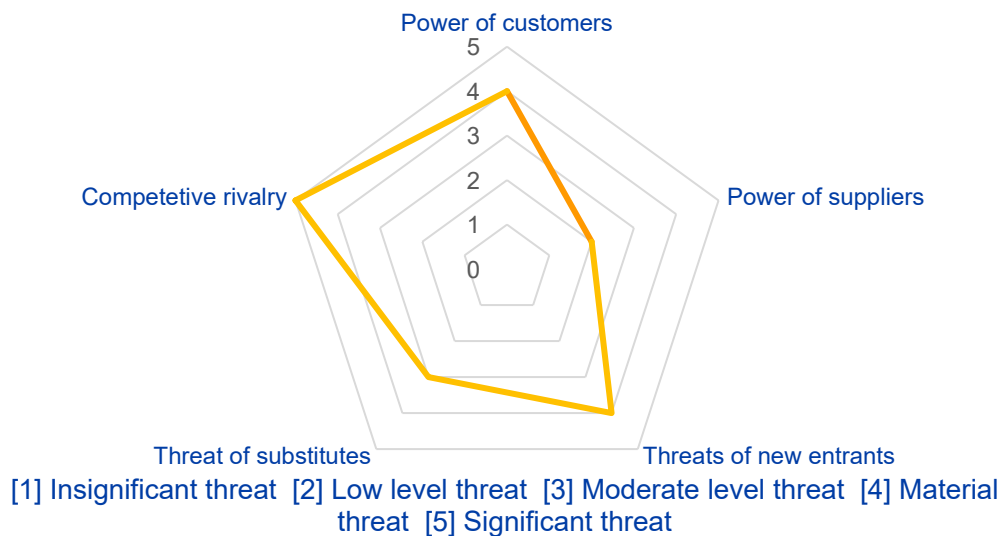 Power of customers
5
4
3
2
1
0
Competetive rivalry
Power of suppliers
Threat of substitutes
Threats of new entrants
[1] Insignificant threat  [2] Low level threat  [3] Moderate level threat  [4] Material
threat  [5] Significant threat